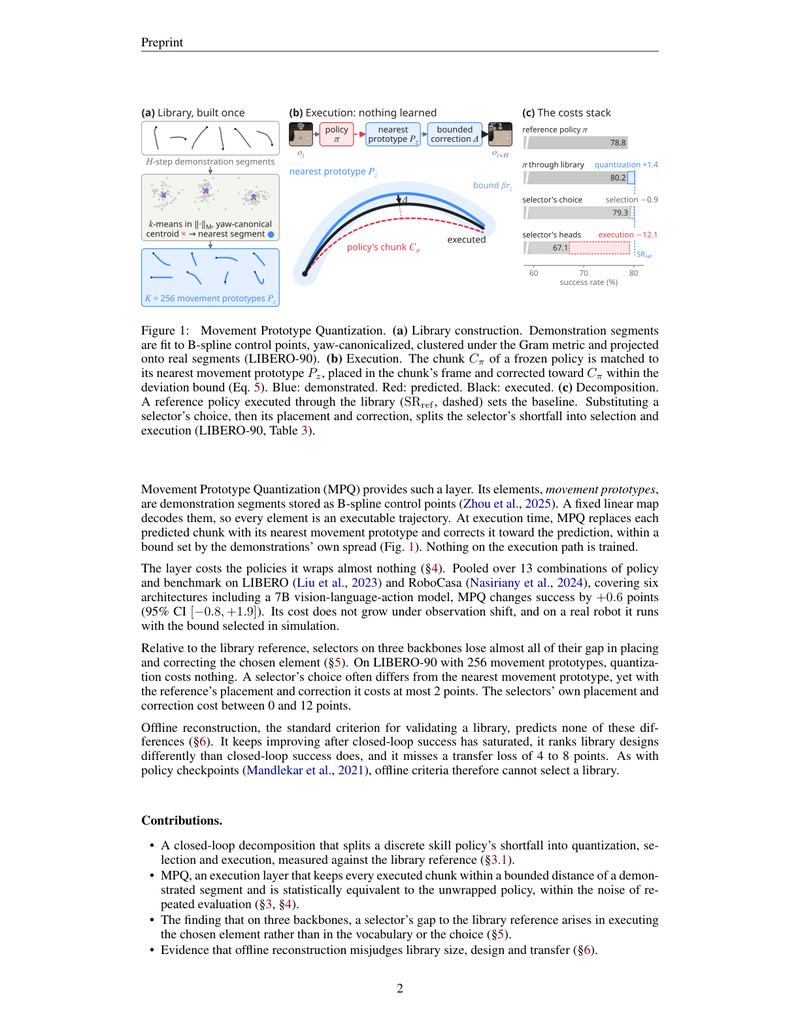 Preprint
(a) Library, built once
H-step demonstration segments
k-means in ||·||M, yaw-canonical
centroid × → nearest segment ●
K = 256 movement prototypes Pz
(b) Execution: nothing learned
policy π
nearest prototype Pz
bounded correction Δ
ot
ot+H
nearest prototype Pz
bound βrz
Δ
policy's chunk Cπ
executed
(c) The costs stack
reference policy π
78.8
π through library quantization +1.4
80.2
selector's choice selection −0.9
79.3
selector's heads execution −12.1
67.1
SRref
60 70 80
success rate (%)
Figure 1: Movement Prototype Quantization. (a) Library construction. Demonstration segments
are fit to B-spline control points, yaw-canonicalized, clustered under the Gram metric and projected
onto real segments (LIBERO-90). (b) Execution. The chunk Cπ of a frozen policy is matched to
its nearest movement prototype Pz, placed in the chunk's frame and corrected toward Cπ within the
deviation bound (Eq. 5). Blue: demonstrated. Red: predicted. Black: executed. (c) Decomposition.
A reference policy executed through the library (SRref, dashed) sets the baseline. Substituting a
selector's choice, then its placement and correction, splits the selector's shortfall into selection and
execution (LIBERO-90, Table 3).
Movement Prototype Quantization (MPQ) provides such a layer. Its elements, movement prototypes,
are demonstration segments stored as B-spline control points (Zhou et al., 2025). A fixed linear map
decodes them, so every element is an executable trajectory. At execution time, MPQ replaces each
predicted chunk with its nearest movement prototype and corrects it toward the prediction, within a
bound set by the demonstrations' own spread (Fig. 1). Nothing on the execution path is trained.
The layer costs the policies it wraps almost nothing (§4). Pooled over 13 combinations of policy
and benchmark on LIBERO (Liu et al., 2023) and RoboCasa (Nasiriany et al., 2024), covering six
architectures including a 7B vision-language-action model, MPQ changes success by +0.6 points
(95% CI [−0.8, +1.9]). Its cost does not grow under observation shift, and on a real robot it runs
with the bound selected in simulation.
Relative to the library reference, selectors on three backbones lose almost all of their gap in placing
and correcting the chosen element (§5). On LIBERO-90 with 256 movement prototypes, quantiza-
tion costs nothing. A selector's choice often differs from the nearest movement prototype, yet with
the reference's placement and correction it costs at most 2 points. The selectors' own placement and
correction cost between 0 and 12 points.
Offline reconstruction, the standard criterion for validating a library, predicts none of these dif-
ferences (§6). It keeps improving after closed-loop success has saturated, it ranks library designs
differently than closed-loop success does, and it misses a transfer loss of 4 to 8 points. As with
policy checkpoints (Mandlekar et al., 2021), offline criteria therefore cannot select a library.
Contributions.
• A closed-loop decomposition that splits a discrete skill policy's shortfall into quantization, se-
lection and execution, measured against the library reference (§3.1).
• MPQ, an execution layer that keeps every executed chunk within a bounded distance of a demon-
strated segment and is statistically equivalent to the unwrapped policy, within the noise of re-
peated evaluation (§3, §4).
• The finding that on three backbones, a selector's gap to the library reference arises in executing
the chosen element rather than in the vocabulary or the choice (§5).
• Evidence that offline reconstruction misjudges library size, design and transfer (§6).
2